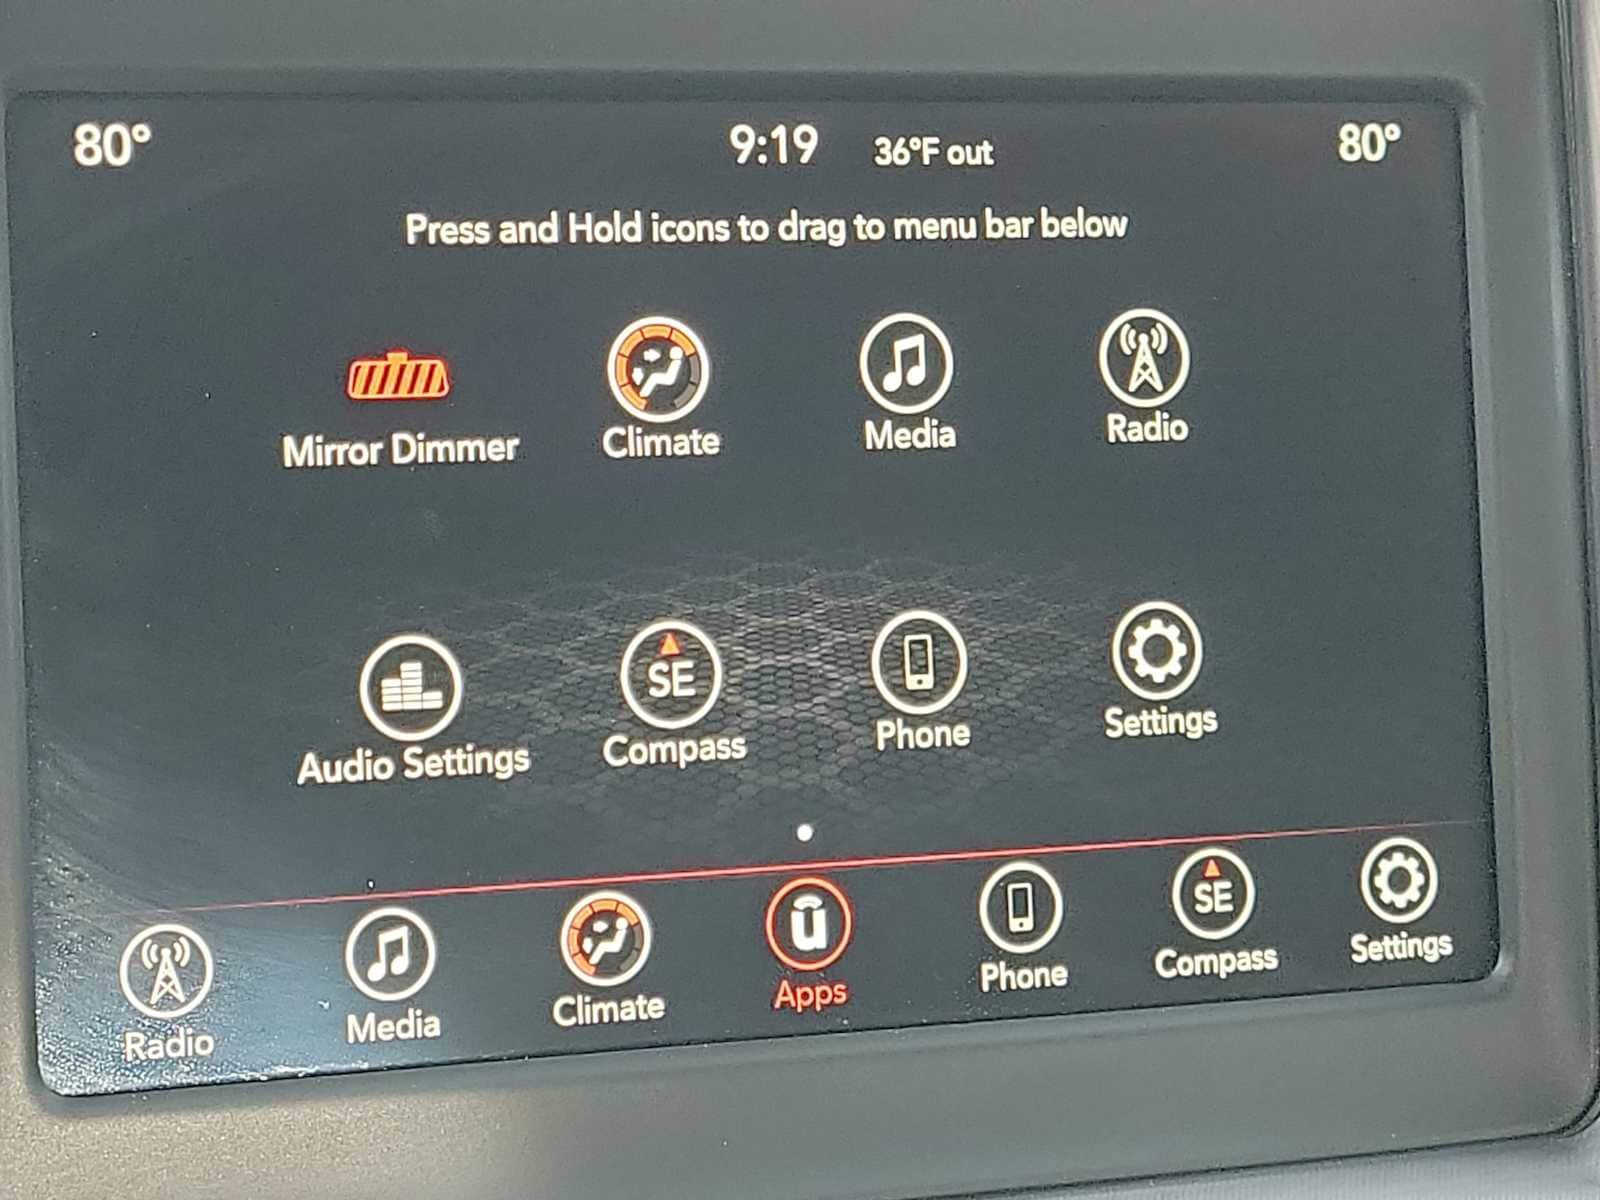 80° 9:19 36°F out 80°
Press and Hold icons to drag to menu bar below
Mirror Dimmer Climate Media Radio
SE
Audio Settings Compass Phone Settings
u SE
Radio Media Climate Apps Phone Compass Settings